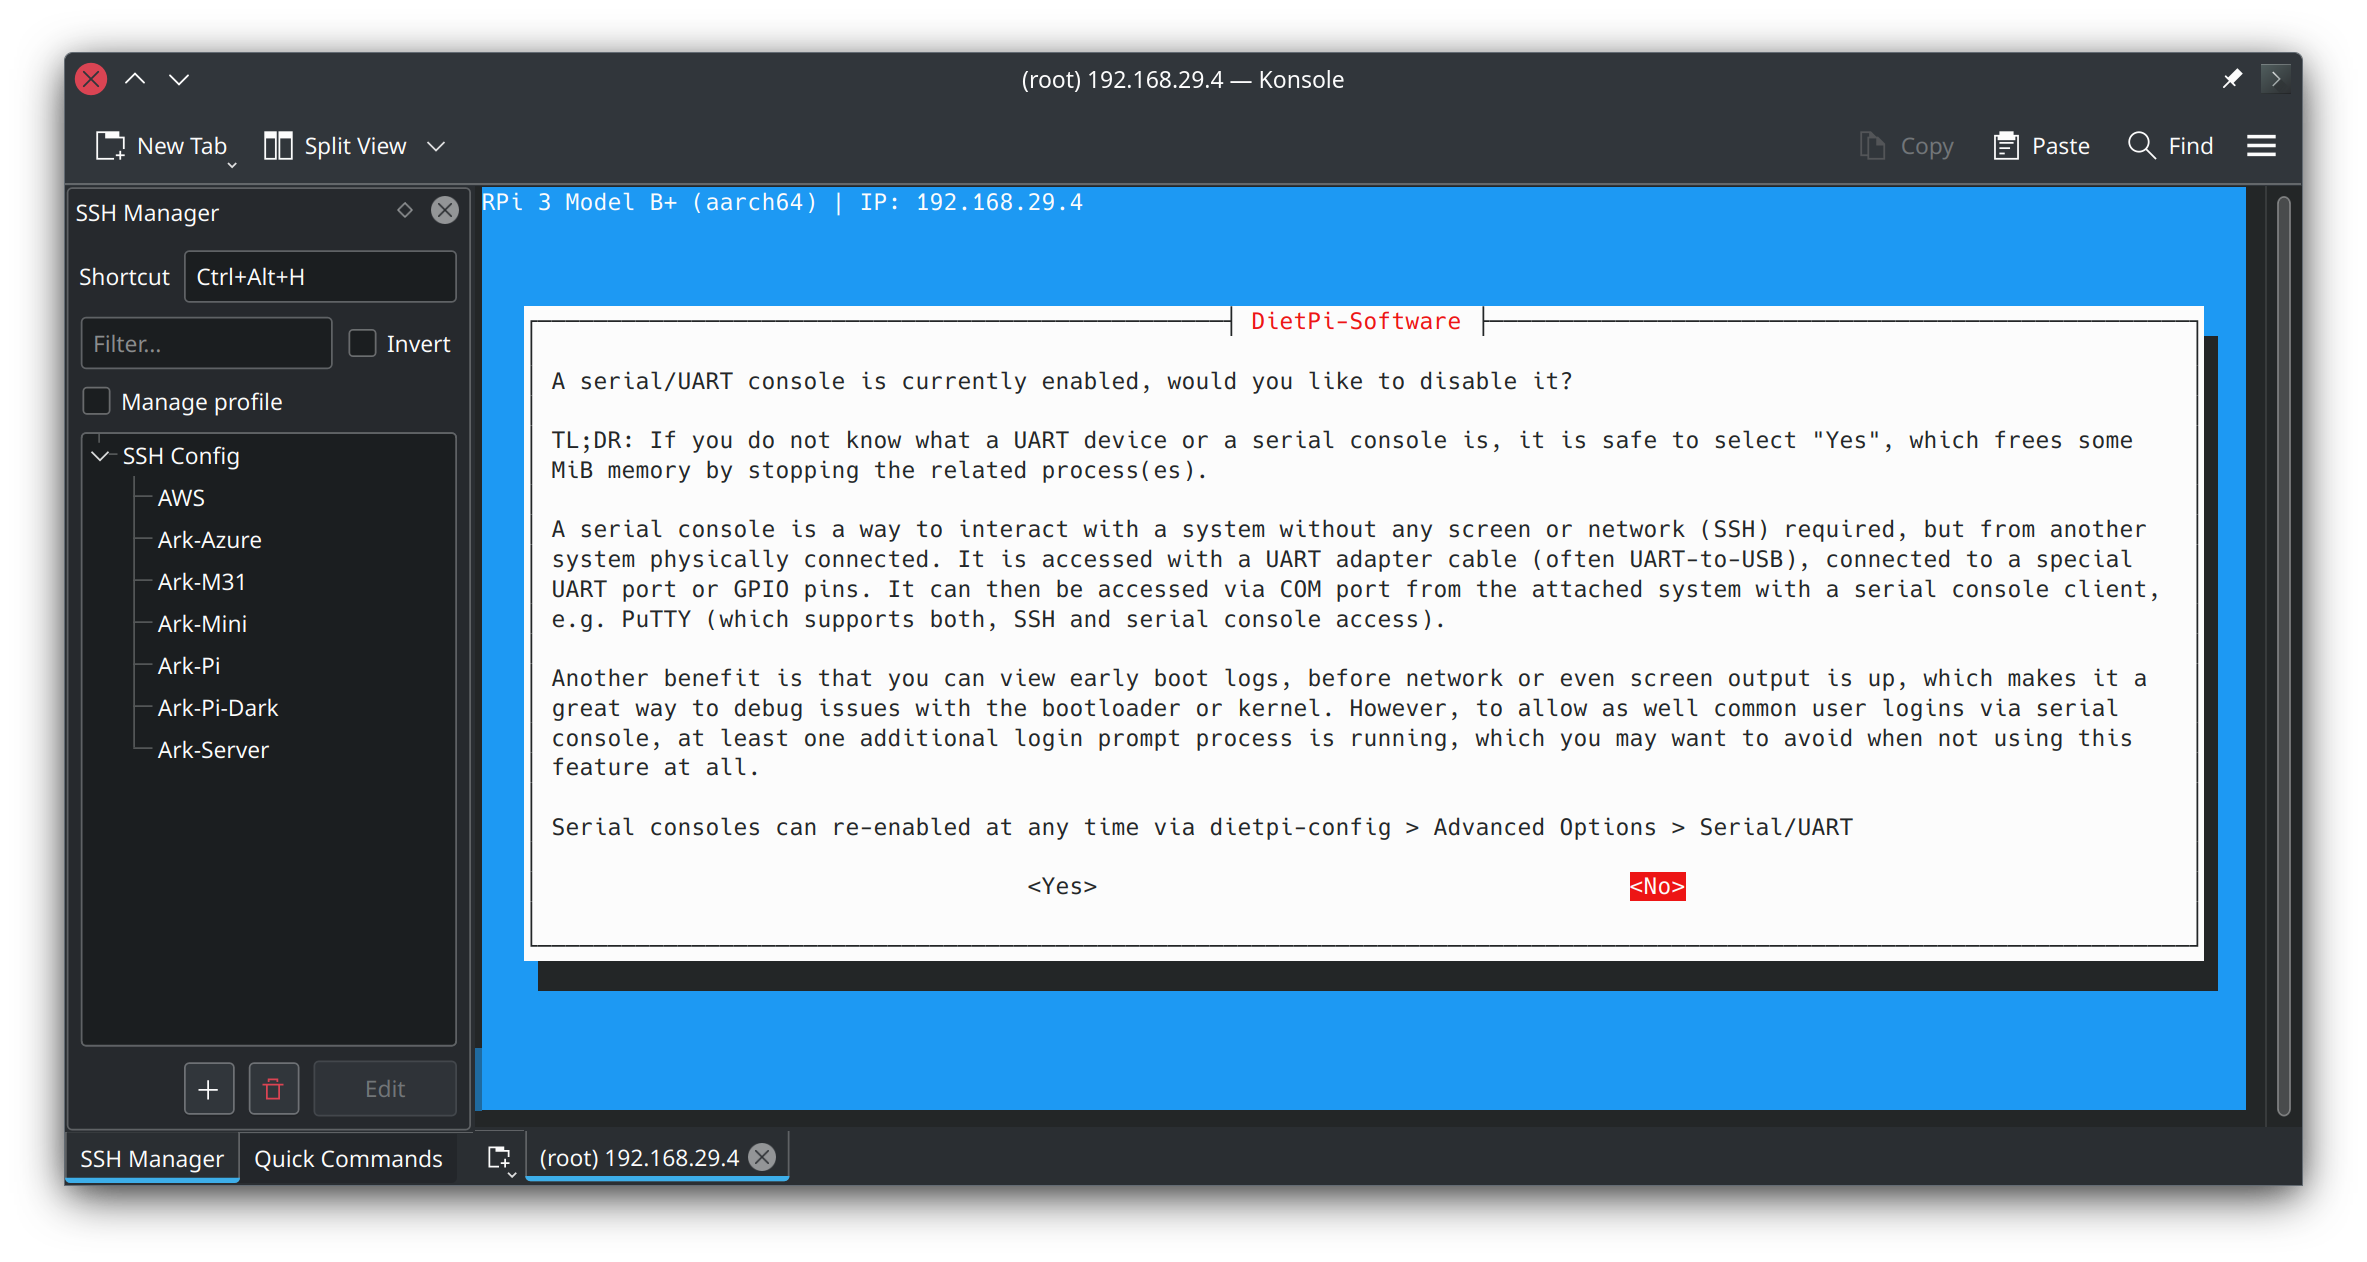 (root) 192.168.29.4 — Konsole
New Tab
Split View
Copy
Paste
Find
SSH Manager
Shortcut
Ctrl+Alt+H
Filter...
Invert
Manage profile
SSH Config
AWS
Ark-Azure
Ark-M31
Ark-Mini
Ark-Pi
Ark-Pi-Dark
Ark-Server
Edit
SSH Manager
Quick Commands
RPi 3 Model B+ (aarch64) | IP: 192.168.29.4
DietPi-Software
A serial/UART console is currently enabled, would you like to disable it?
TL;DR: If you do not know what a UART device or a serial console is, it is safe to select "Yes", which frees some
MiB memory by stopping the related process(es).
A serial console is a way to interact with a system without any screen or network (SSH) required, but from another
system physically connected. It is accessed with a UART adapter cable (often UART-to-USB), connected to a special
UART port or GPIO pins. It can then be accessed via COM port from the attached system with a serial console client,
e.g. PuTTY (which supports both, SSH and serial console access).
Another benefit is that you can view early boot logs, before network or even screen output is up, which makes it a
great way to debug issues with the bootloader or kernel. However, to allow as well common user logins via serial
console, at least one additional login prompt process is running, which you may want to avoid when not using this
feature at all.
Serial consoles can re-enabled at any time via dietpi-config > Advanced Options > Serial/UART
<Yes>
<No>
(root) 192.168.29.4